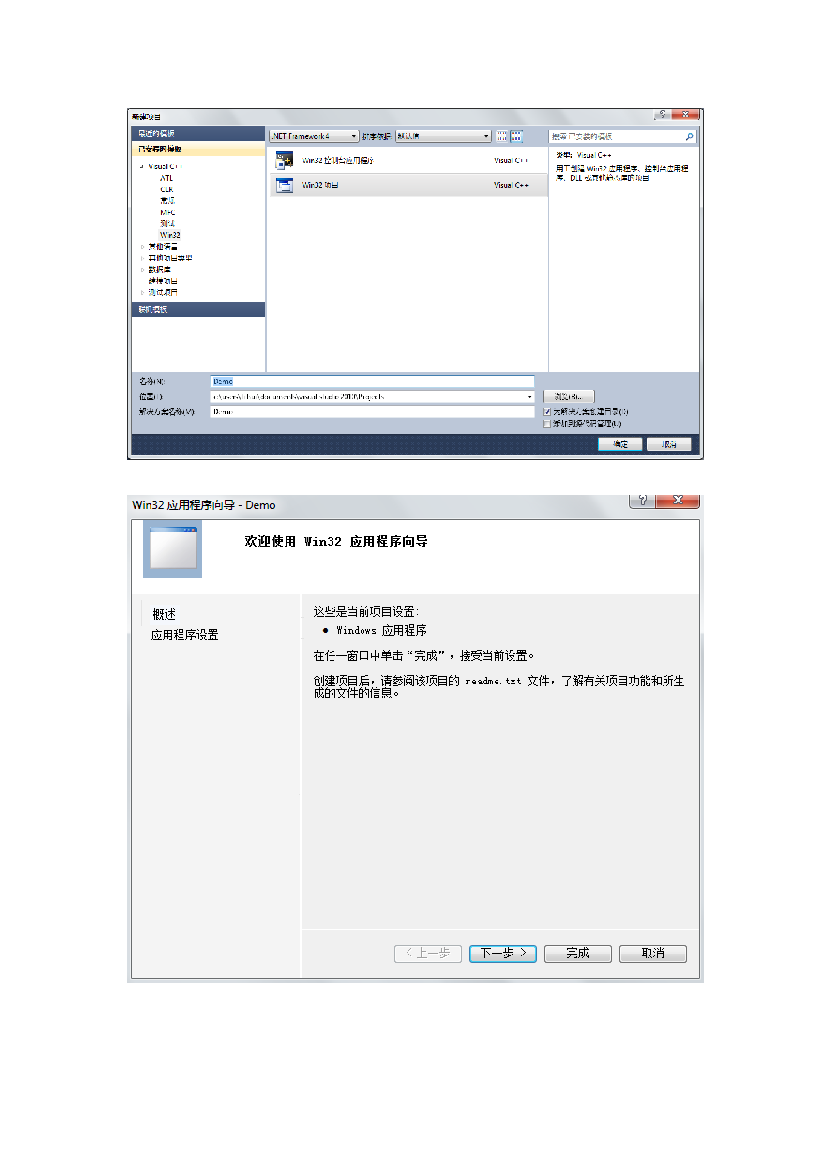 新建项目
最近的模板
.NET Framework 4
排序依据:
默认值
搜索 已安装的模板
已安装的模板
Win32 控制台应用程序
Visual C++
类型: Visual C++
Visual C++
用于创建 Win32 应用程序、控制台应用程
序、DLL 或其他静态库的项目
ATL
CLR
Win32 项目
Visual C++
常规
MFC
测试
Win32
其他语言
其他项目类型
数据库
建模项目
测试项目
联机模板
名称(N):
Demo
位置(L):
\documents\visual studio 2010\Projects
浏览(B)...
解决方案名称(M):
Demo
为解决方案创建目录(D)
添加到源代码管理(U)
确定
取消
Win32 应用程序向导 - Demo
欢迎使用 Win32 应用程序向导
概述
应用程序设置
这些是当前项目设置:
• Windows 应用程序
在任一窗口中单击“完成”，接受当前设置。
创建项目后，请参阅该项目的 readme.txt 文件，了解有关项目功能和所生
成的文件的信息。
< 上一步
下一步 >
完成
取消